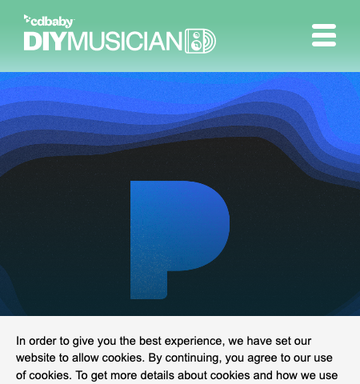 cdbaby
DIYMUSICIAN
P
In order to give you the best experience, we have set our
website to allow cookies. By continuing, you agree to our use
of cookies. To get more details about cookies and how we use